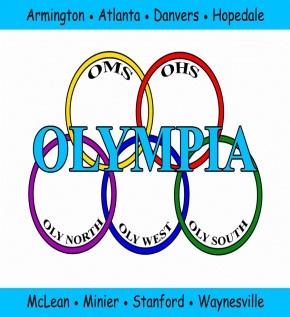 Armington • Atlanta • Danvers • Hopedale
OMS
OHS
OLYMPIA
OLY NORTH
OLY WEST
OLY SOUTH
McLean • Minier • Stanford • Waynesville